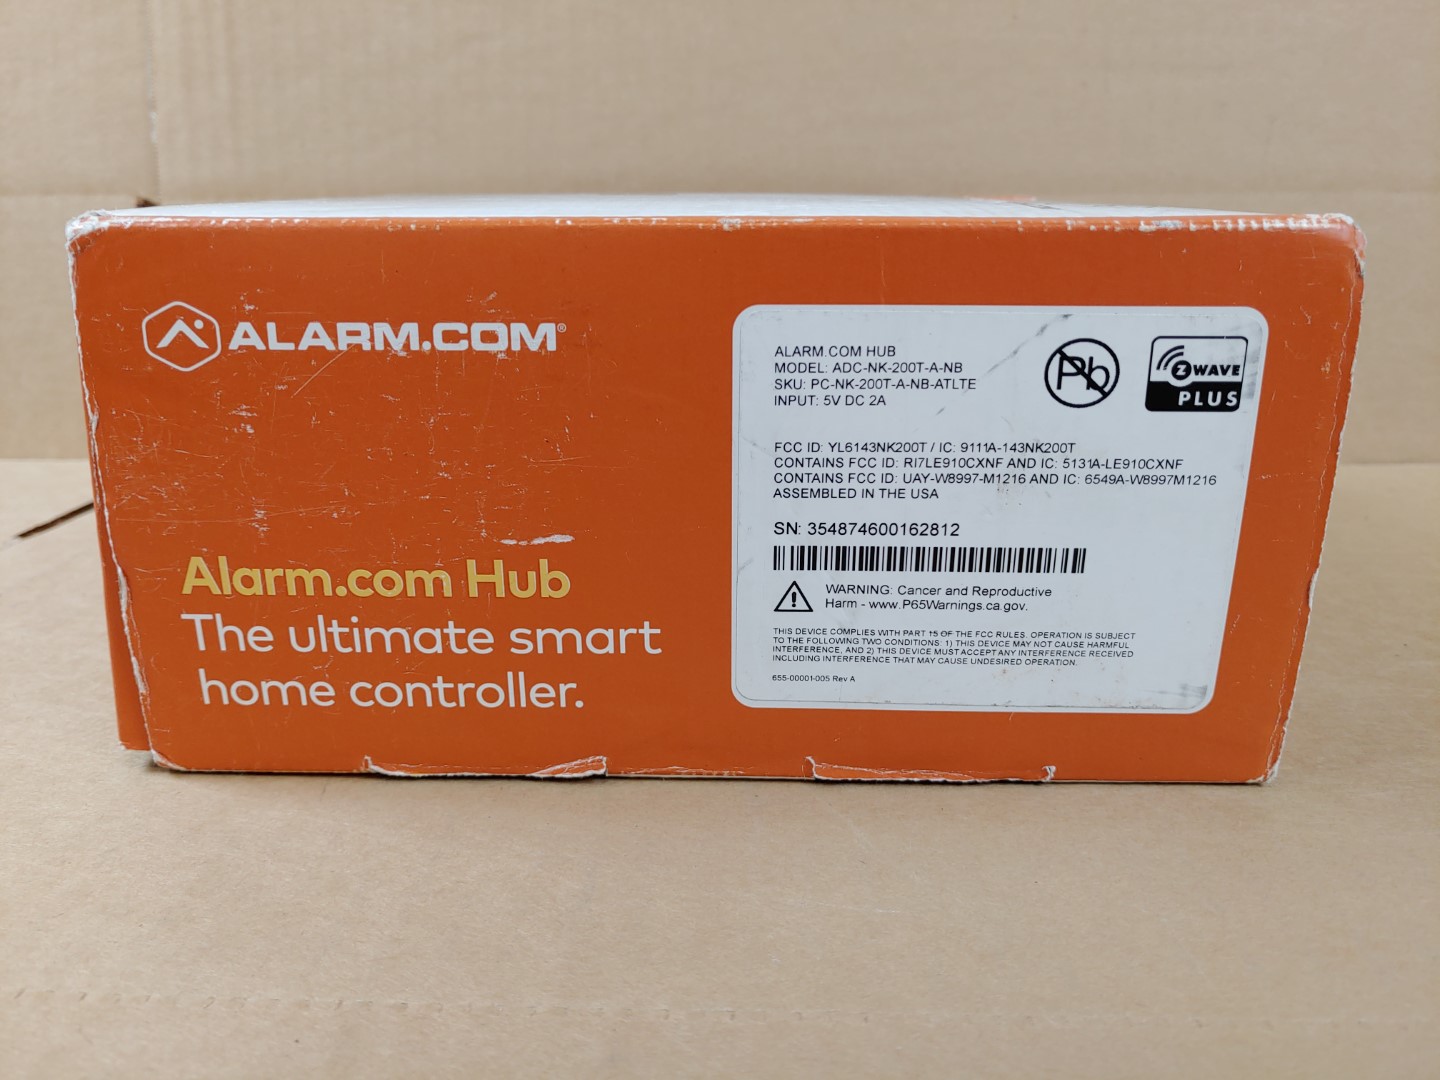 ALARM.COM®
Alarm.com Hub
The ultimate smart
home controller.
ALARM.COM HUB
MODEL: ADC-NK-200T-A-NB
SKU: PC-NK-200T-A-NB-ATLTE
INPUT: 5V DC 2A
Pb
Z WAVE
PLUS
FCC ID: YL6143NK200T / IC: 9111A-143NK200T
CONTAINS FCC ID: RI7LE910CXNF AND IC: 5131A-LE910CXNF
CONTAINS FCC ID: UAY-W8997-M1216 AND IC: 6549A-W8997M1216
ASSEMBLED IN THE USA
SN: 354874600162812
WARNING: Cancer and Reproductive
Harm - www.P65Warnings.ca.gov.
THIS DEVICE COMPLIES WITH PART 15 OF THE FCC RULES. OPERATION IS SUBJECT
TO THE FOLLOWING TWO CONDITIONS: 1) THIS DEVICE MAY NOT CAUSE HARMFUL
INTERFERENCE, AND 2) THIS DEVICE MUST ACCEPT ANY INTERFERENCE RECEIVED
INCLUDING INTERFERENCE THAT MAY CAUSE UNDESIRED OPERATION.
655-00001-005 Rev A